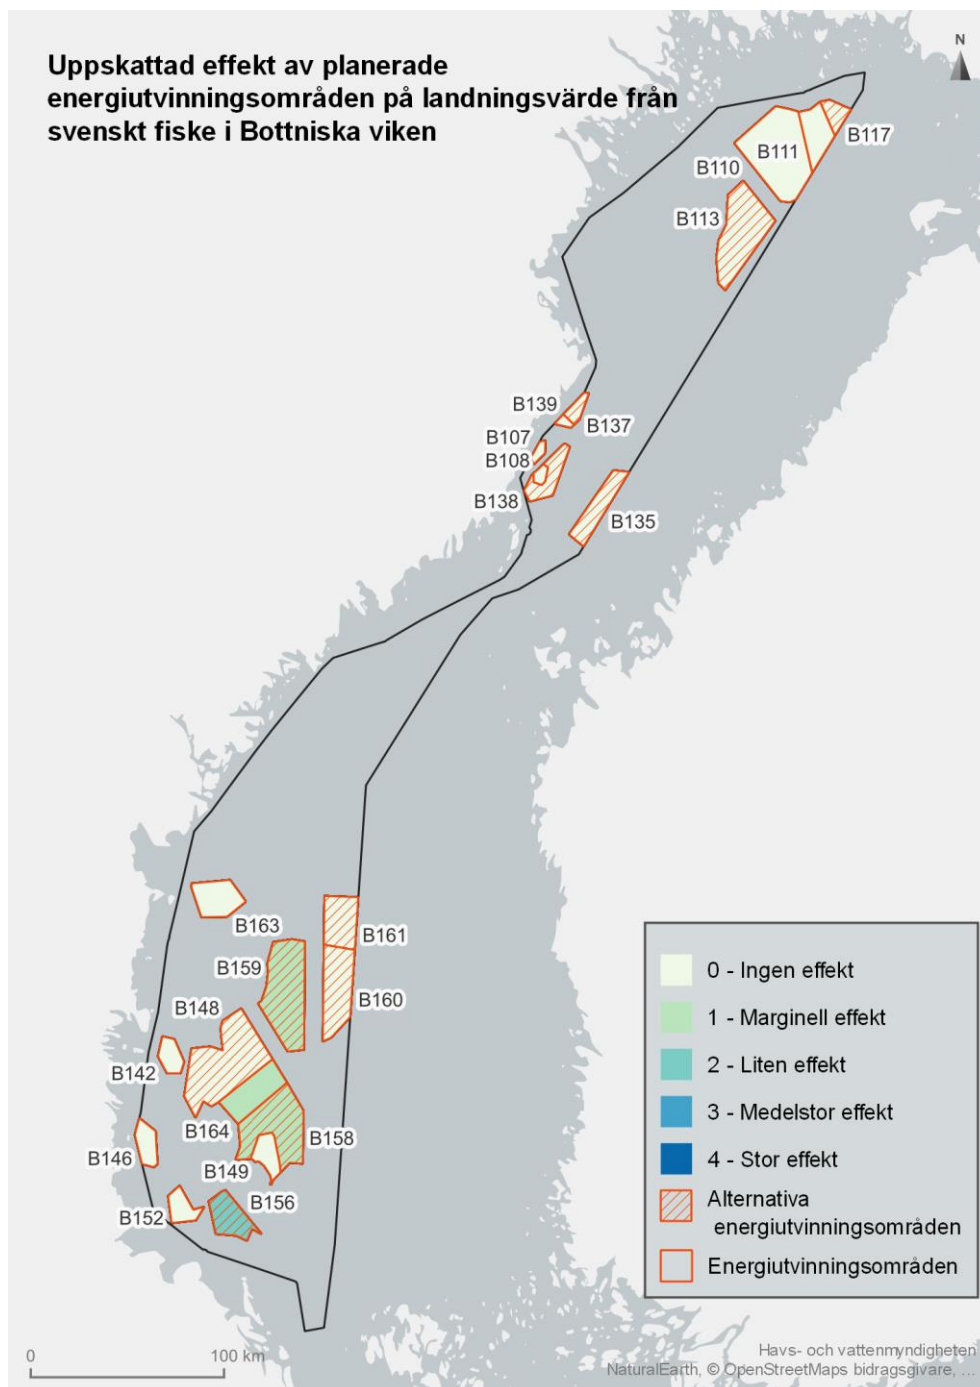 Uppskattad effekt av planerade
energiutvinningsområden på landningsvärde från
svenskt fiske i Bottniska viken
N
B117
B111
B110
B113
B139
B137
B107
B108
B138
B135
B163
B161
B159
B160
B148
B142
B164
B158
B146
B149
B156
B152
0 - Ingen effekt
1 - Marginell effekt
2 - Liten effekt
3 - Medelstor effekt
4 - Stor effekt
Alternativa
energiutvinningsområden
Energiutvinningsområden
0
100 km
Havs- och vattenmyndigheten
NaturalEarth, © OpenStreetMaps bidragsgivare, ...